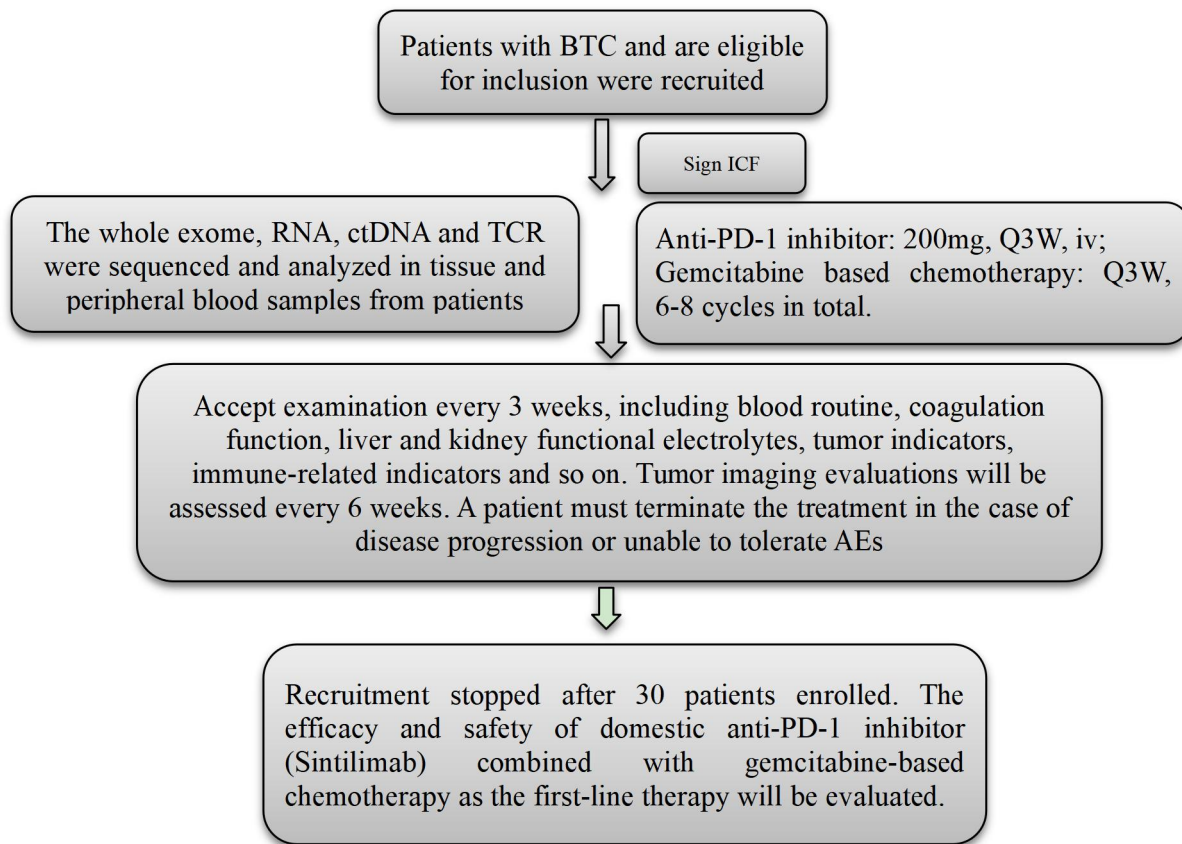 Patients with BTC and are eligible
for inclusion were recruited
Sign ICF
The whole exome, RNA, ctDNA and TCR
were sequenced and analyzed in tissue and
peripheral blood samples from patients
Anti-PD-1 inhibitor: 200mg, Q3W, iv;
Gemcitabine based chemotherapy: Q3W,
6-8 cycles in total.
Accept examination every 3 weeks, including blood routine, coagulation
function, liver and kidney functional electrolytes, tumor indicators,
immune-related indicators and so on. Tumor imaging evaluations will be
assessed every 6 weeks. A patient must terminate the treatment in the case of
disease progression or unable to tolerate AEs
Recruitment stopped after 30 patients enrolled. The
efficacy and safety of domestic anti-PD-1 inhibitor
(Sintilimab) combined with gemcitabine-based
chemotherapy as the first-line therapy will be evaluated.